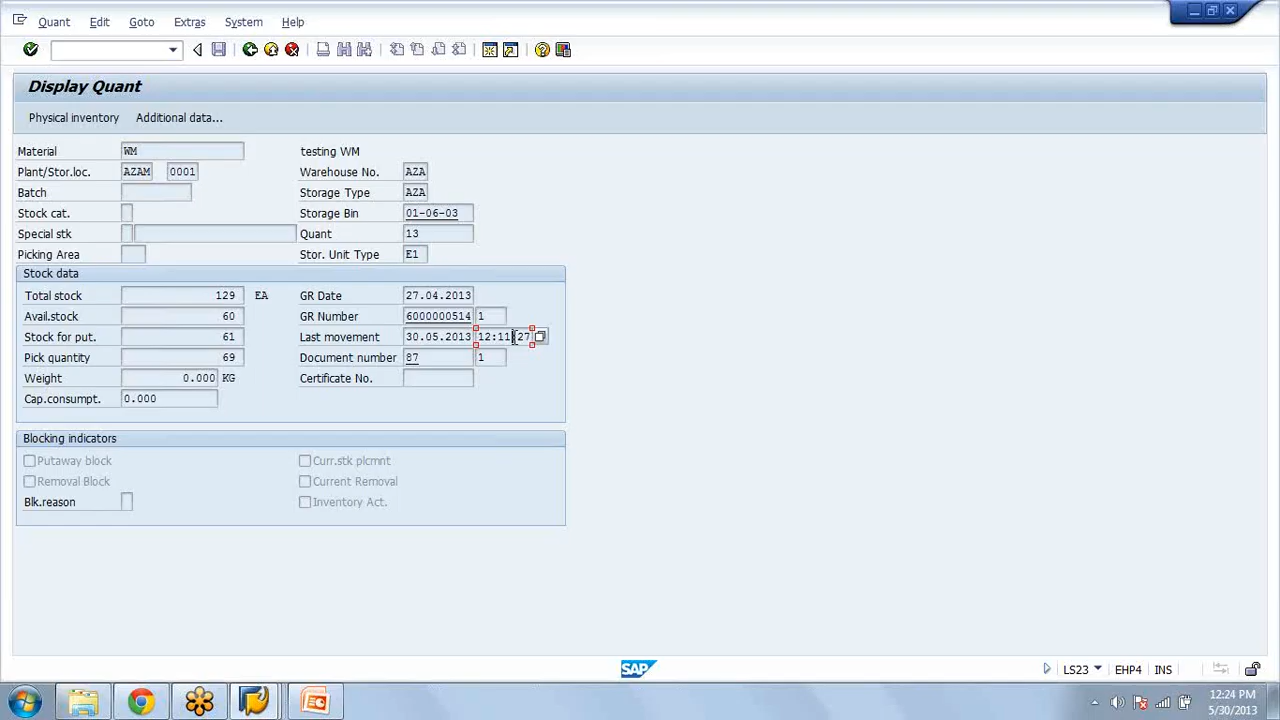 Quant Edit Goto Extras System Help
Display Quant
Physical inventory Additional data...
Material WM testing WM
Plant/Stor.loc. AZAM 0001 Warehouse No. AZA
Batch Storage Type AZA
Stock cat. Storage Bin 01-06-03
Special stk Quant 13
Picking Area Stor. Unit Type E1
Stock data
Total stock 129 EA GR Date 27.04.2013
Avail.stock 60 GR Number 6000000514 1
Stock for put. 61 Last movement 30.05.2013 12:11:27
Pick quantity 69 Document number 87 1
Weight 0.000 KG Certificate No.
Cap.consumpt. 0.000
Blocking indicators
Putaway block Curr.stk plcmnt
Removal Block Current Removal
Blk.reason Inventory Act.
SAP LS23 EHP4 INS
12:24 PM
5/30/2013